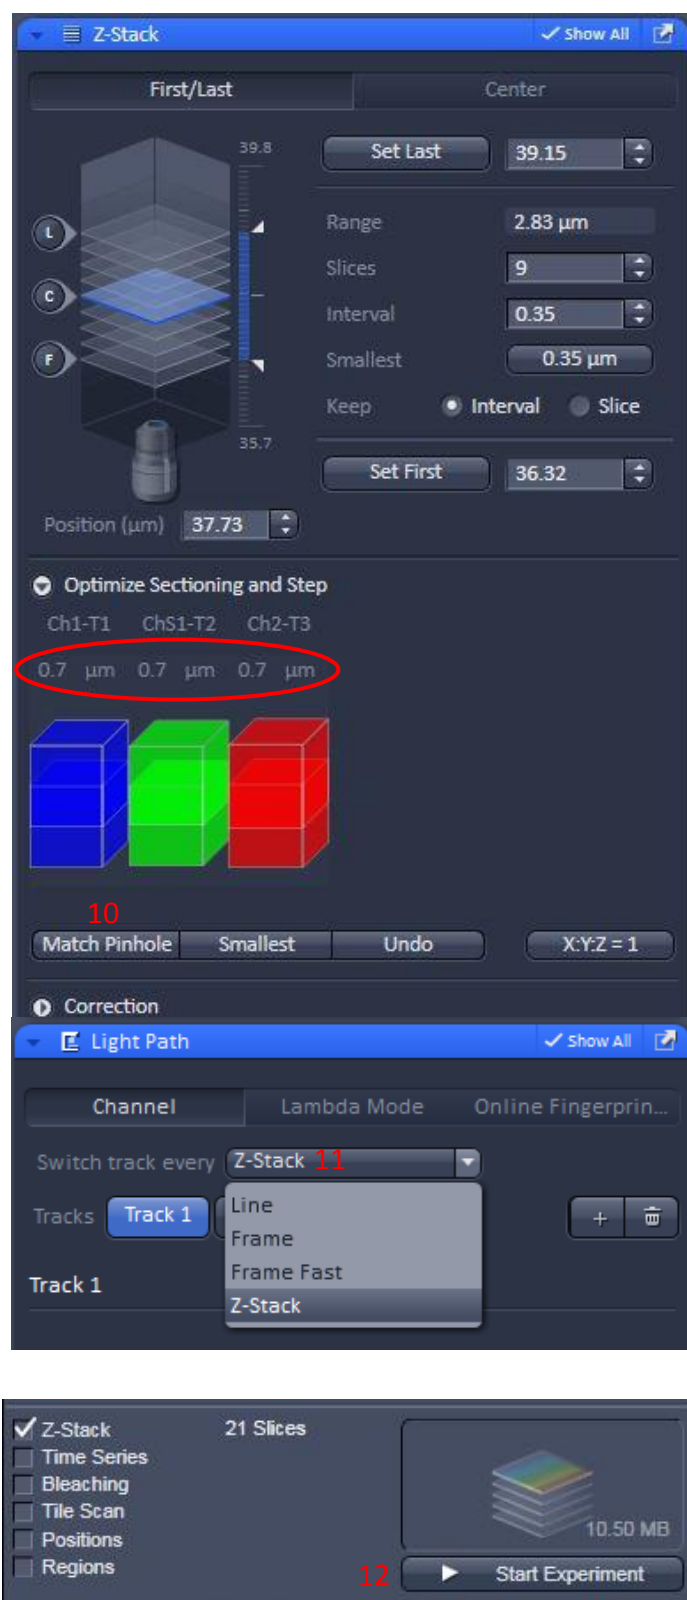 Z-Stack Show All
First/Last Center
39.8
Set Last 39.15
L
Range 2.83 µm
Slices 9
C
Interval 0.35
F
Smallest 0.35 µm
Keep Interval Slice
35.7
Set First 36.32
Position (µm) 37.73
Optimize Sectioning and Step
Ch1-T1 ChS1-T2 Ch2-T3
0.7 µm 0.7 µm 0.7 µm
10
Match Pinhole Smallest Undo X:Y:Z = 1
Correction
Light Path Show All
Channel Lambda Mode Online Fingerprin...
Switch track every Z-Stack 11
Tracks Track 1 +
Line
Frame
Frame Fast
Z-Stack
Track 1
Z-Stack 21 Slices
Time Series
Bleaching
Tile Scan
Positions
Regions
10.50 MB
12 Start Experiment